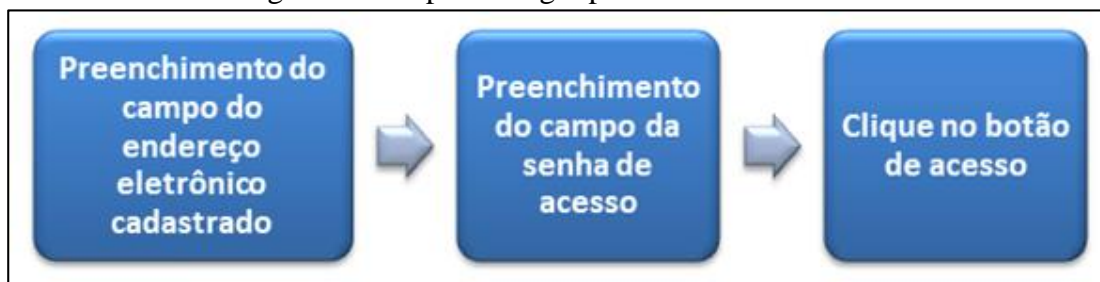 Preenchimento do
campo do
endereço
eletrônico
cadastrado
Preenchimento
do campo da
senha de
acesso
Clique no botão
de acesso